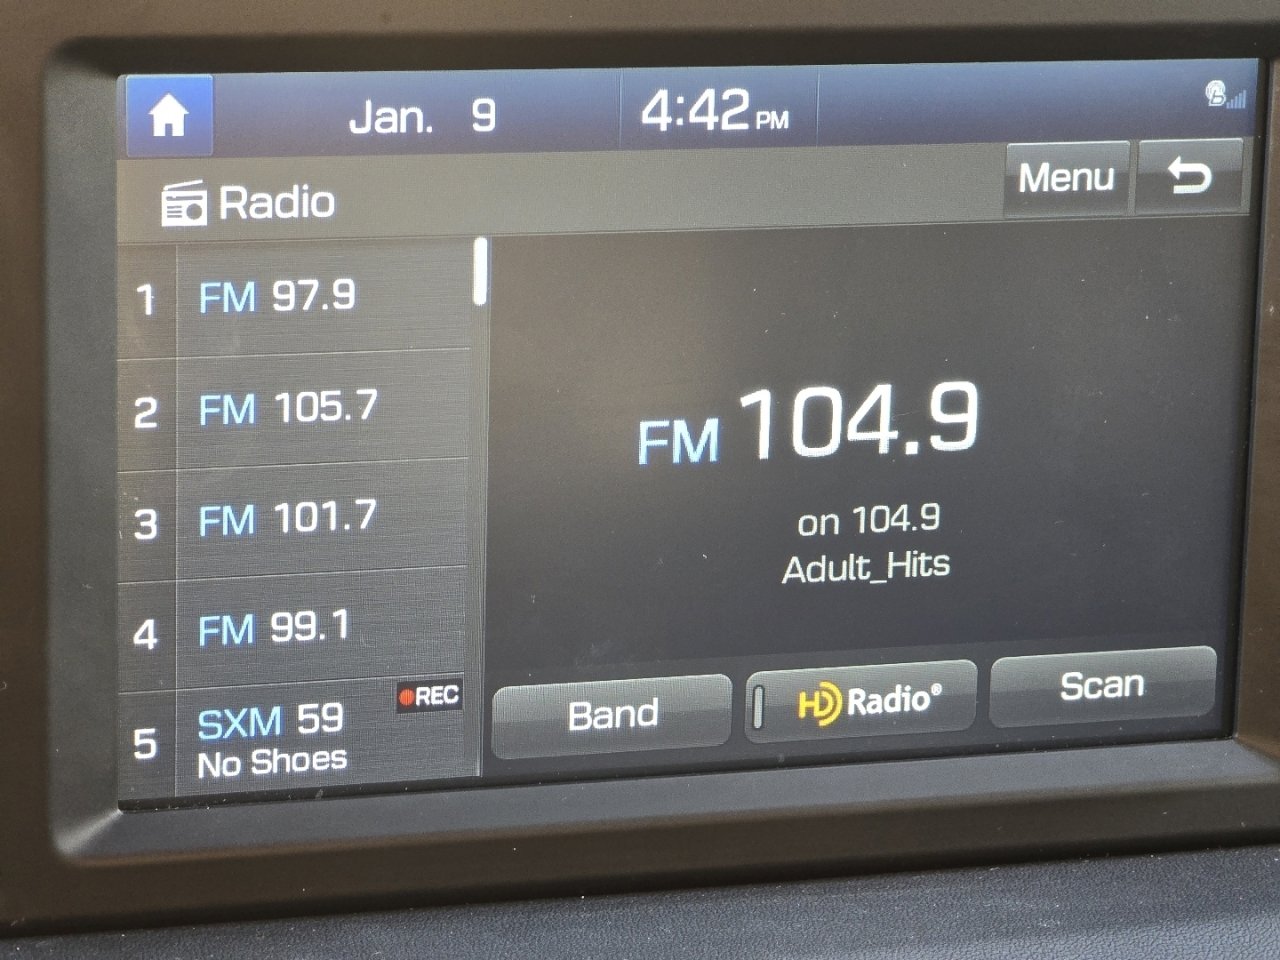 Jan. 9 4:42 PM
Radio Menu
1 FM 97.9
2 FM 105.7
3 FM 101.7
4 FM 99.1
5 SXM 59 REC
No Shoes
FM 104.9
on 104.9
Adult_Hits
Band HD Radio® Scan